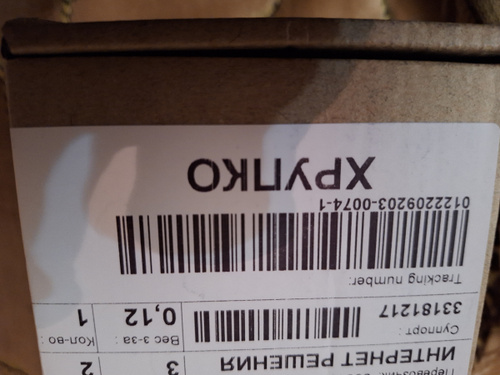 ИНТЕРНЕТ РЕШЕНИЯ 3 2
Суппорт : Вес з-за : Кол-во :
33181217 0,12 1
Tracking number:
0122209203-0074-1
ХРУПКО